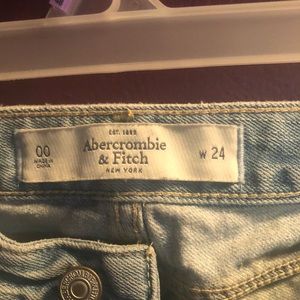 EST. 1892
Abercrombie
& Fitch
NEW YORK
00
MADE IN
CHINA
W 24